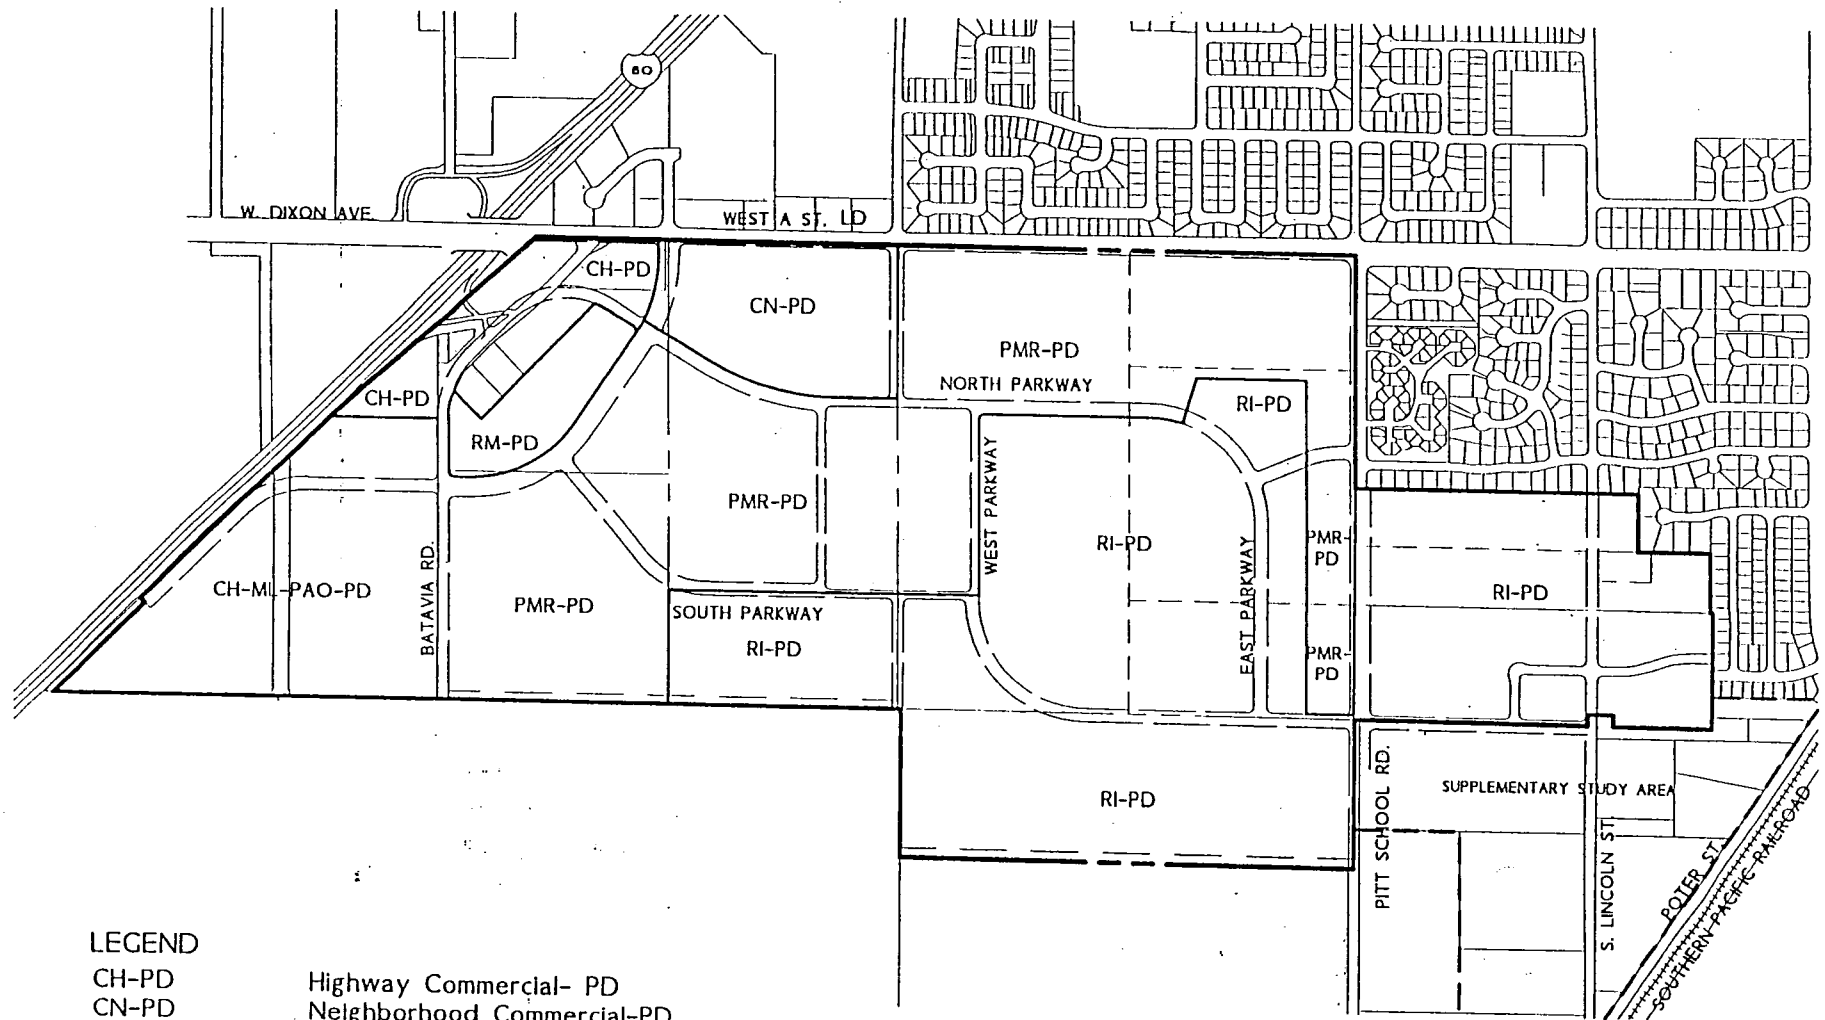 80
W. DIXON AVE
WEST A ST. LD
CH-PD
CN-PD
PMR-PD
NORTH PARKWAY
RI-PD
CH-PD
RM-PD
WEST PARKWAY
PMR-PD
RI-PD
EAST PARKWAY
PMR-
PD
RI-PD
BATAVIA RD.
CH-ML-PAO-PD
PMR-PD
SOUTH PARKWAY
RI-PD
PMR-
PD
RI-PD
PITT SCHOOL RD.
SUPPLEMENTARY STUDY AREA
S. LINCOLN ST.
POTER ST.
SOUTHERN PACIFIC RAILROAD
LEGEND
CH-PD Highway Commercial- PD
CN-PD Neighborhood Commercial-PD